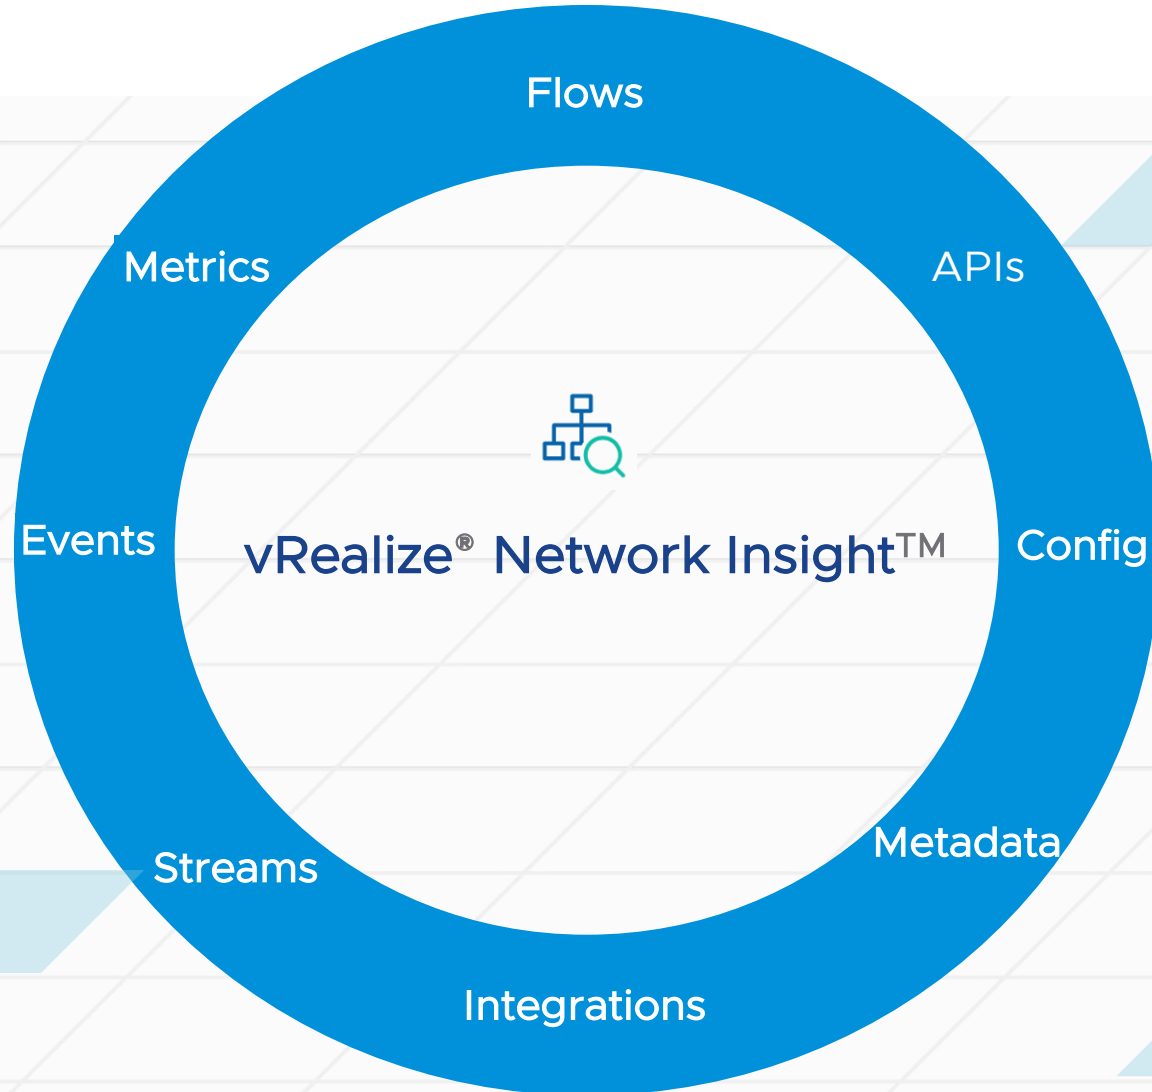 Flows
Metrics
APIs
Events
vRealize® Network Insight™
Config
Metadata
Streams
Integrations